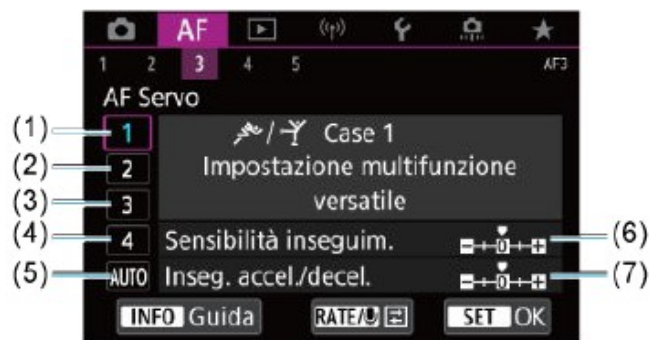 AF
1 2 3 4 5 AF3
AF Servo
(1) 1 / Case 1
(2) 2 Impostazione multifunzione
(3) 3 versatile
(4) 4 Sensibilità inseguim. - 0 + (6)
(5) AUTO Inseg. accel./decel. - 0 + (7)
INFO Guida RATE/ SET OK